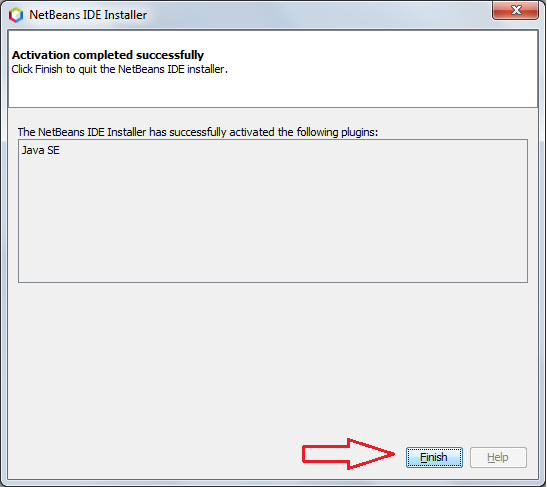 NetBeans IDE Installer
Activation completed successfully
Click Finish to quit the NetBeans IDE installer.
The NetBeans IDE Installer has successfully activated the following plugins:
Java SE
Finish
Help